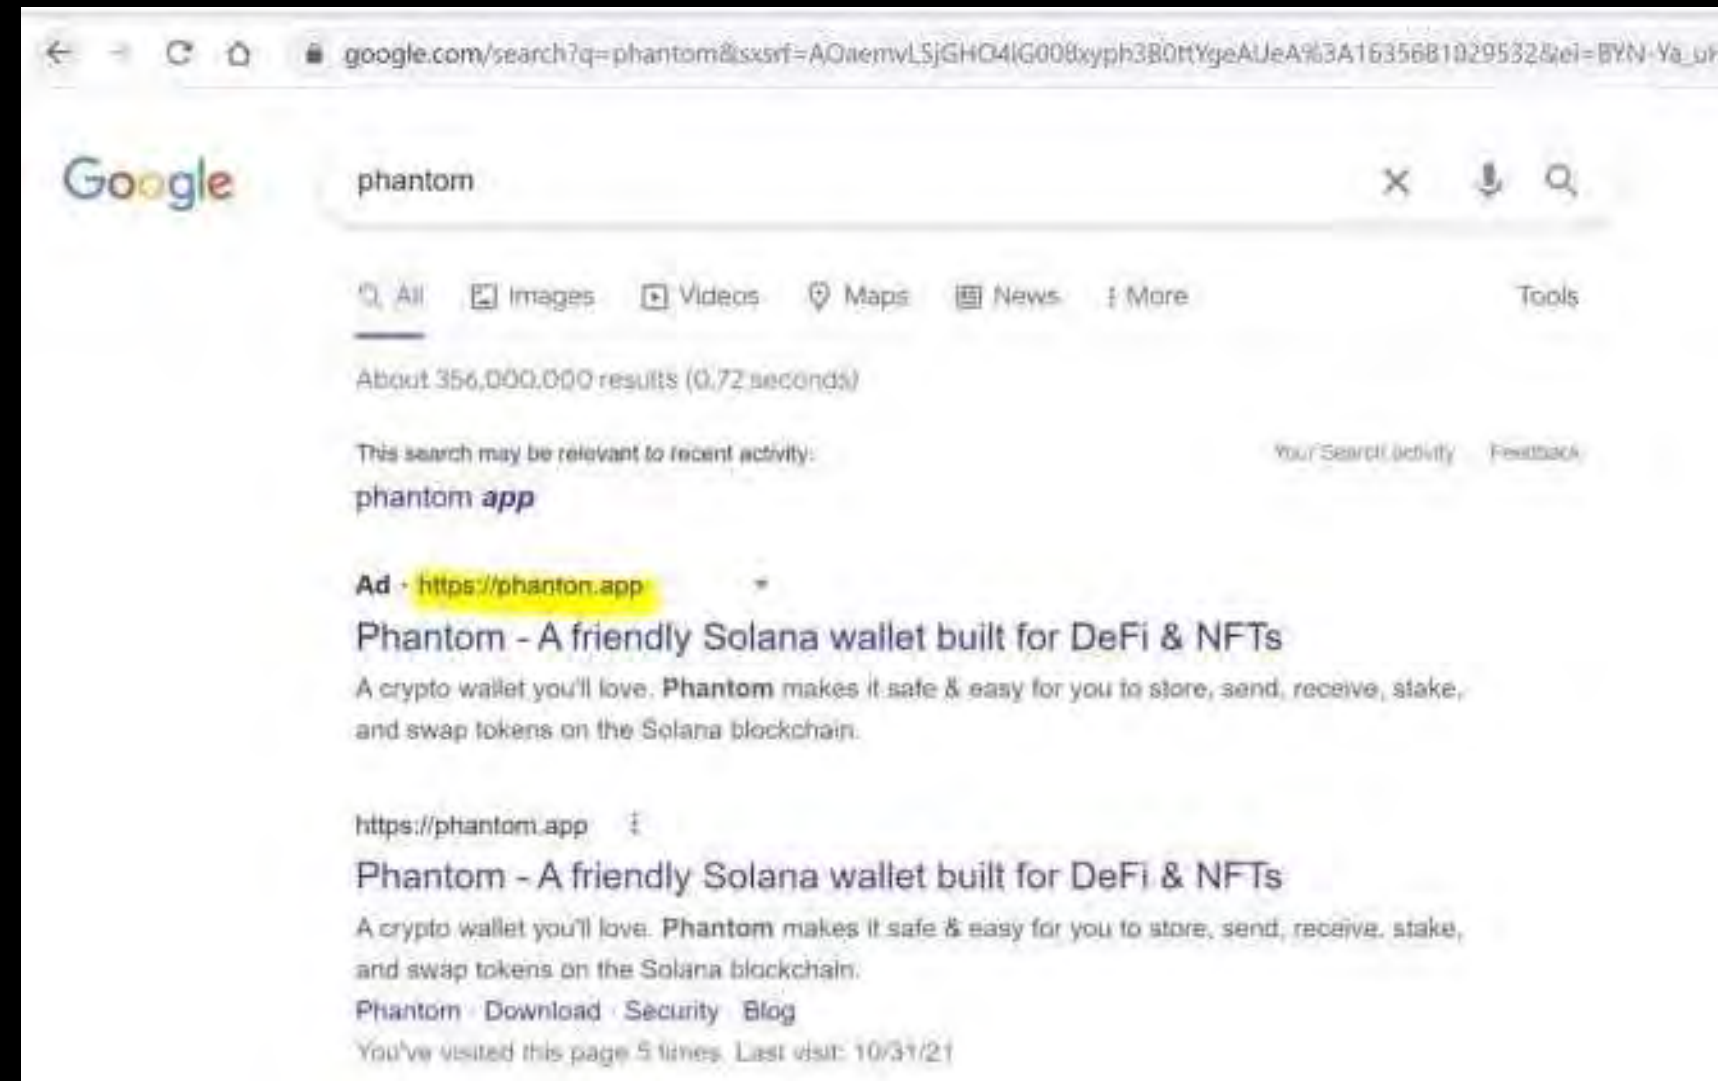 google.com/search?q=phantom&sxsrf=
Google
phantom
All Images Videos Maps News More
Tools
About 356,000,000 results (0.72 seconds)
This search may be relevant to recent activity:
Your Search activity Feedback
phantom app
Ad · https://phanton.app
Phantom - A friendly Solana wallet built for DeFi & NFTs
A crypto wallet you'll love. Phantom makes it safe & easy for you to store, send, receive, stake,
and swap tokens on the Solana blockchain.
https://phantom.app
Phantom - A friendly Solana wallet built for DeFi & NFTs
A crypto wallet you'll love. Phantom makes it safe & easy for you to store, send, receive, stake,
and swap tokens on the Solana blockchain.
Phantom · Download · Security · Blog
You've visited this page 5 times. Last visit: 10/31/21